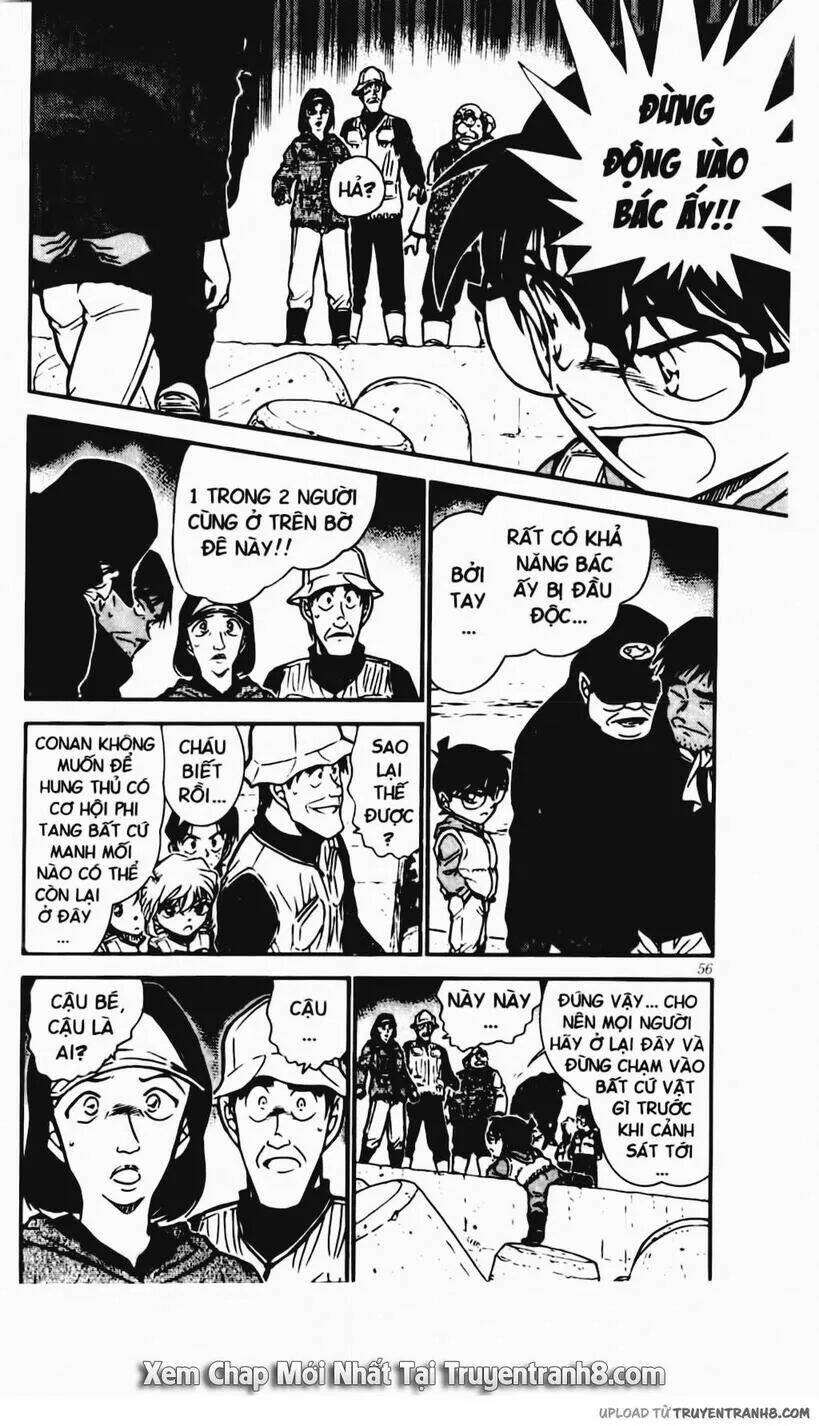 ĐỪNG
ĐỘNG VÀO
BÁC ẤY!!
HẢ?
RẤT CÓ KHẢ
NĂNG BÁC
ẤY BỊ ĐẦU
ĐỘC...
BỞI
TAY
...
1 TRONG 2 NGƯỜI
CÙNG Ở TRÊN BỜ
ĐÊ NÀY!!
SAO
LẠI
THẾ
ĐƯỢC
?
CHÁU
BIẾT
RỒI...
CONAN KHÔNG
MUỐN ĐỂ
HUNG THỦ CÓ
CƠ HỘI PHI
TANG BẤT CỨ
MANH MỐI
NÀO CÓ THỂ
CÒN LẠI
Ở ĐÂY
...
56
ĐÚNG VẬY... CHO
NÊN MỌI NGƯỜI
HÃY Ở LẠI ĐÂY VÀ
ĐỪNG CHẠM VÀO
BẤT CỨ VẬT
GÌ TRƯỚC
KHI CẢNH
SÁT TỚI
...
NÀY NÀY
...
CẬU
...
CẬU BÉ,
CẬU LÀ
AI?
Xem Chap Mới Nhất Tại Truyentranh8.com
UPLOAD TỪ TRUYENTRANH8.COM